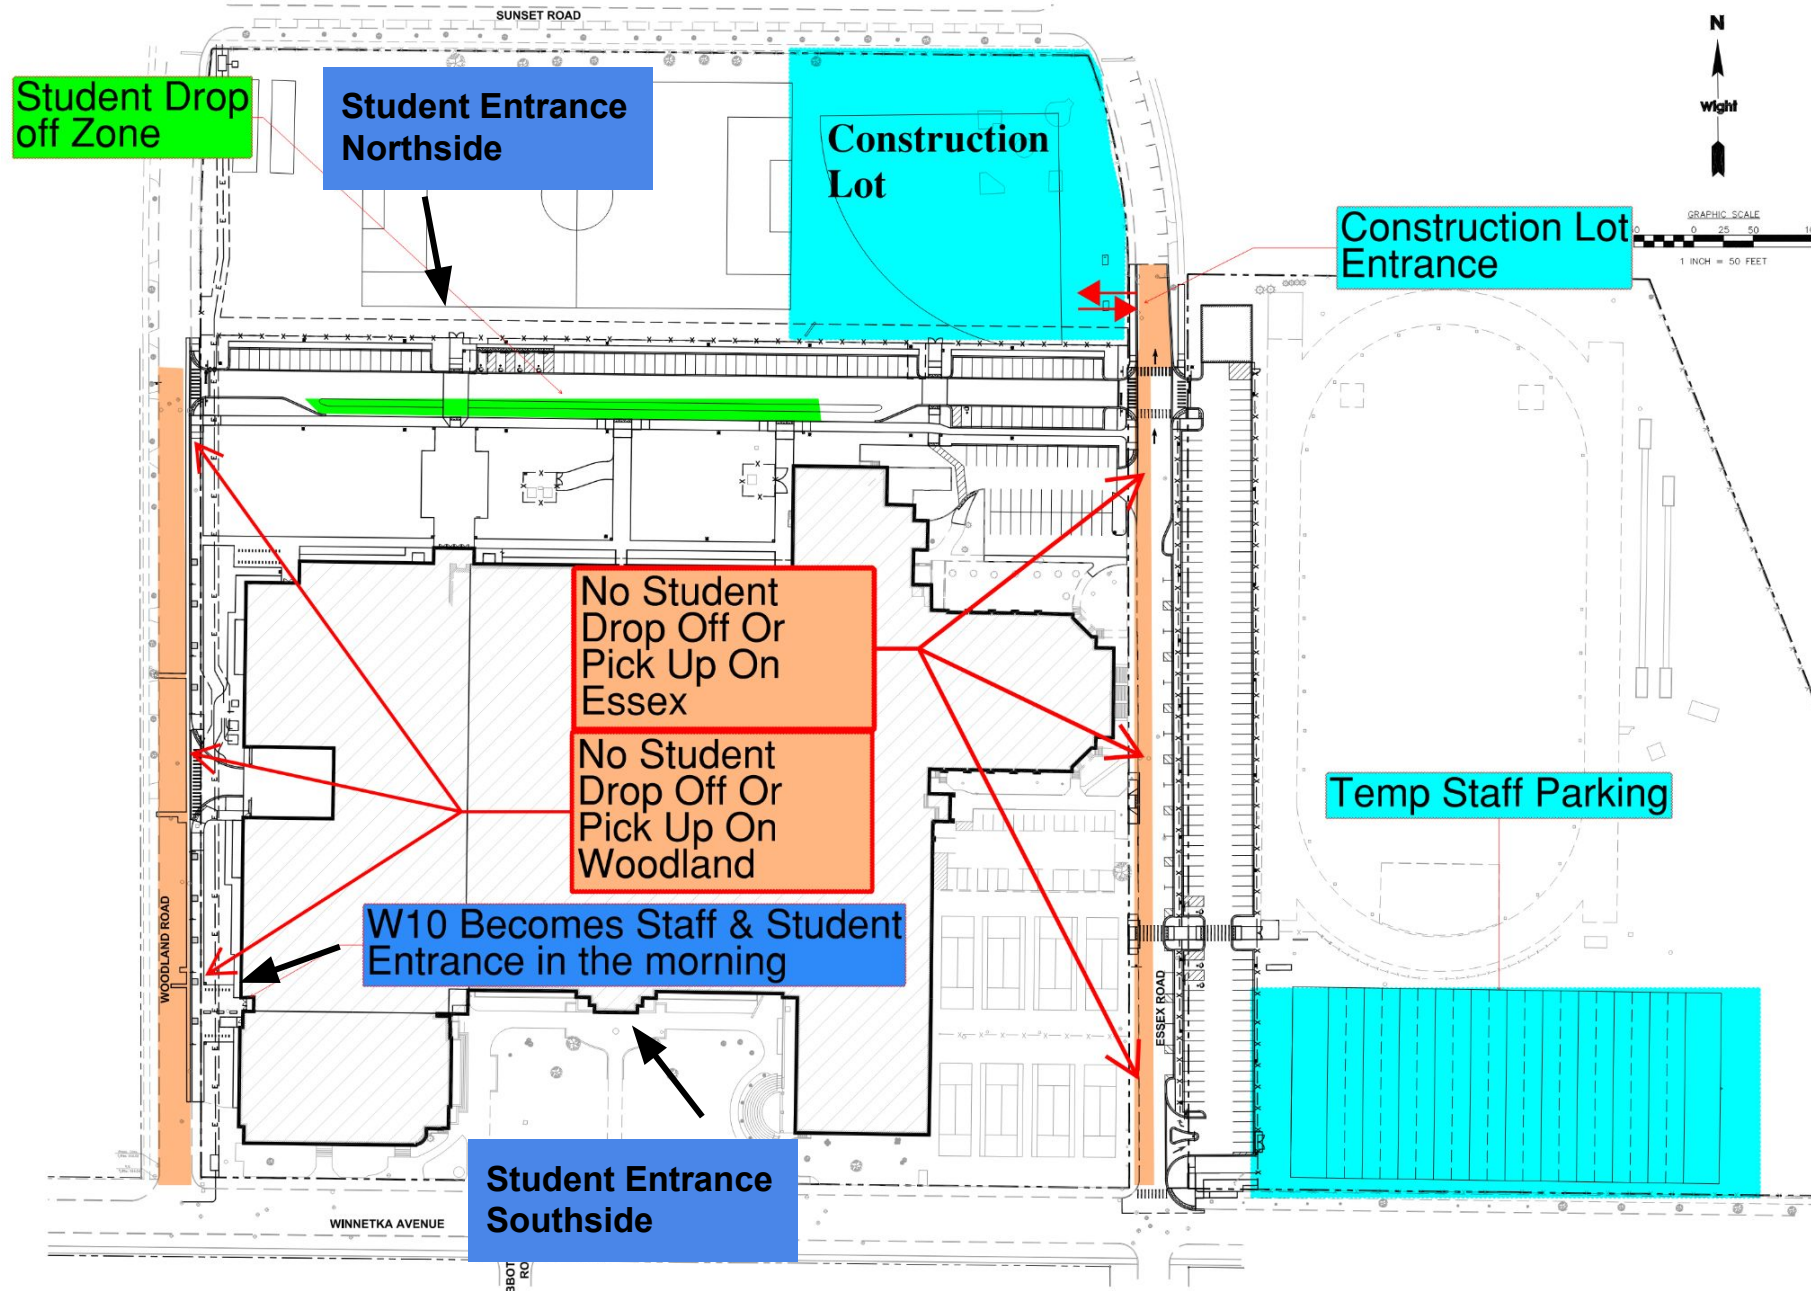 SUNSET ROAD
N
Wight
GRAPHIC SCALE
0 25 50
1 INCH = 50 FEET
Student Drop
off Zone
Student Entrance
Northside
Construction
Lot
Construction Lot
Entrance
No Student
Drop Off Or
Pick Up On
Essex
No Student
Drop Off Or
Pick Up On
Woodland
Temp Staff Parking
W10 Becomes Staff & Student
Entrance in the morning
WOODLAND ROAD
ESSEX ROAD
Student Entrance
Southside
WINNETKA AVENUE